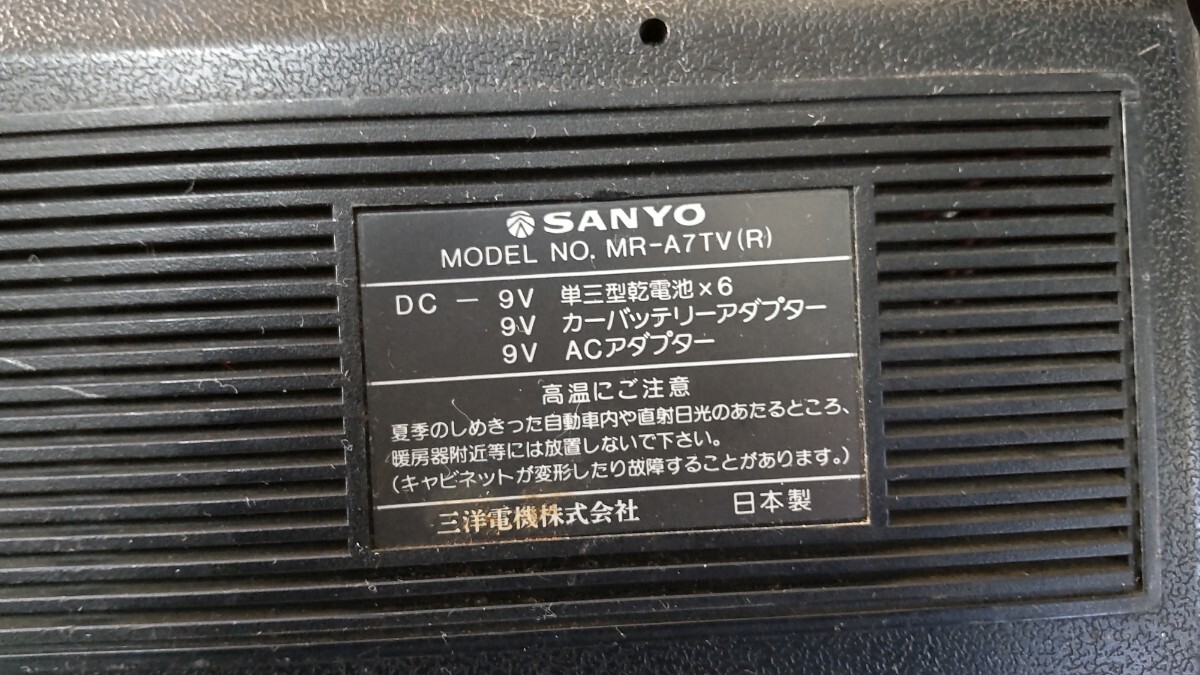 SANYO
MODEL NO. MR-A7TV(R)
DC － 9V 単三型乾電池×6
9V カーバッテリーアダプター
9V ACアダプター
高温にご注意
夏季のしめきった自動車内や直射日光のあたるところ、
暖房器附近等には放置しないで下さい。
(キャビネットが変形したり故障することがあります。)
三洋電機株式会社 日本製